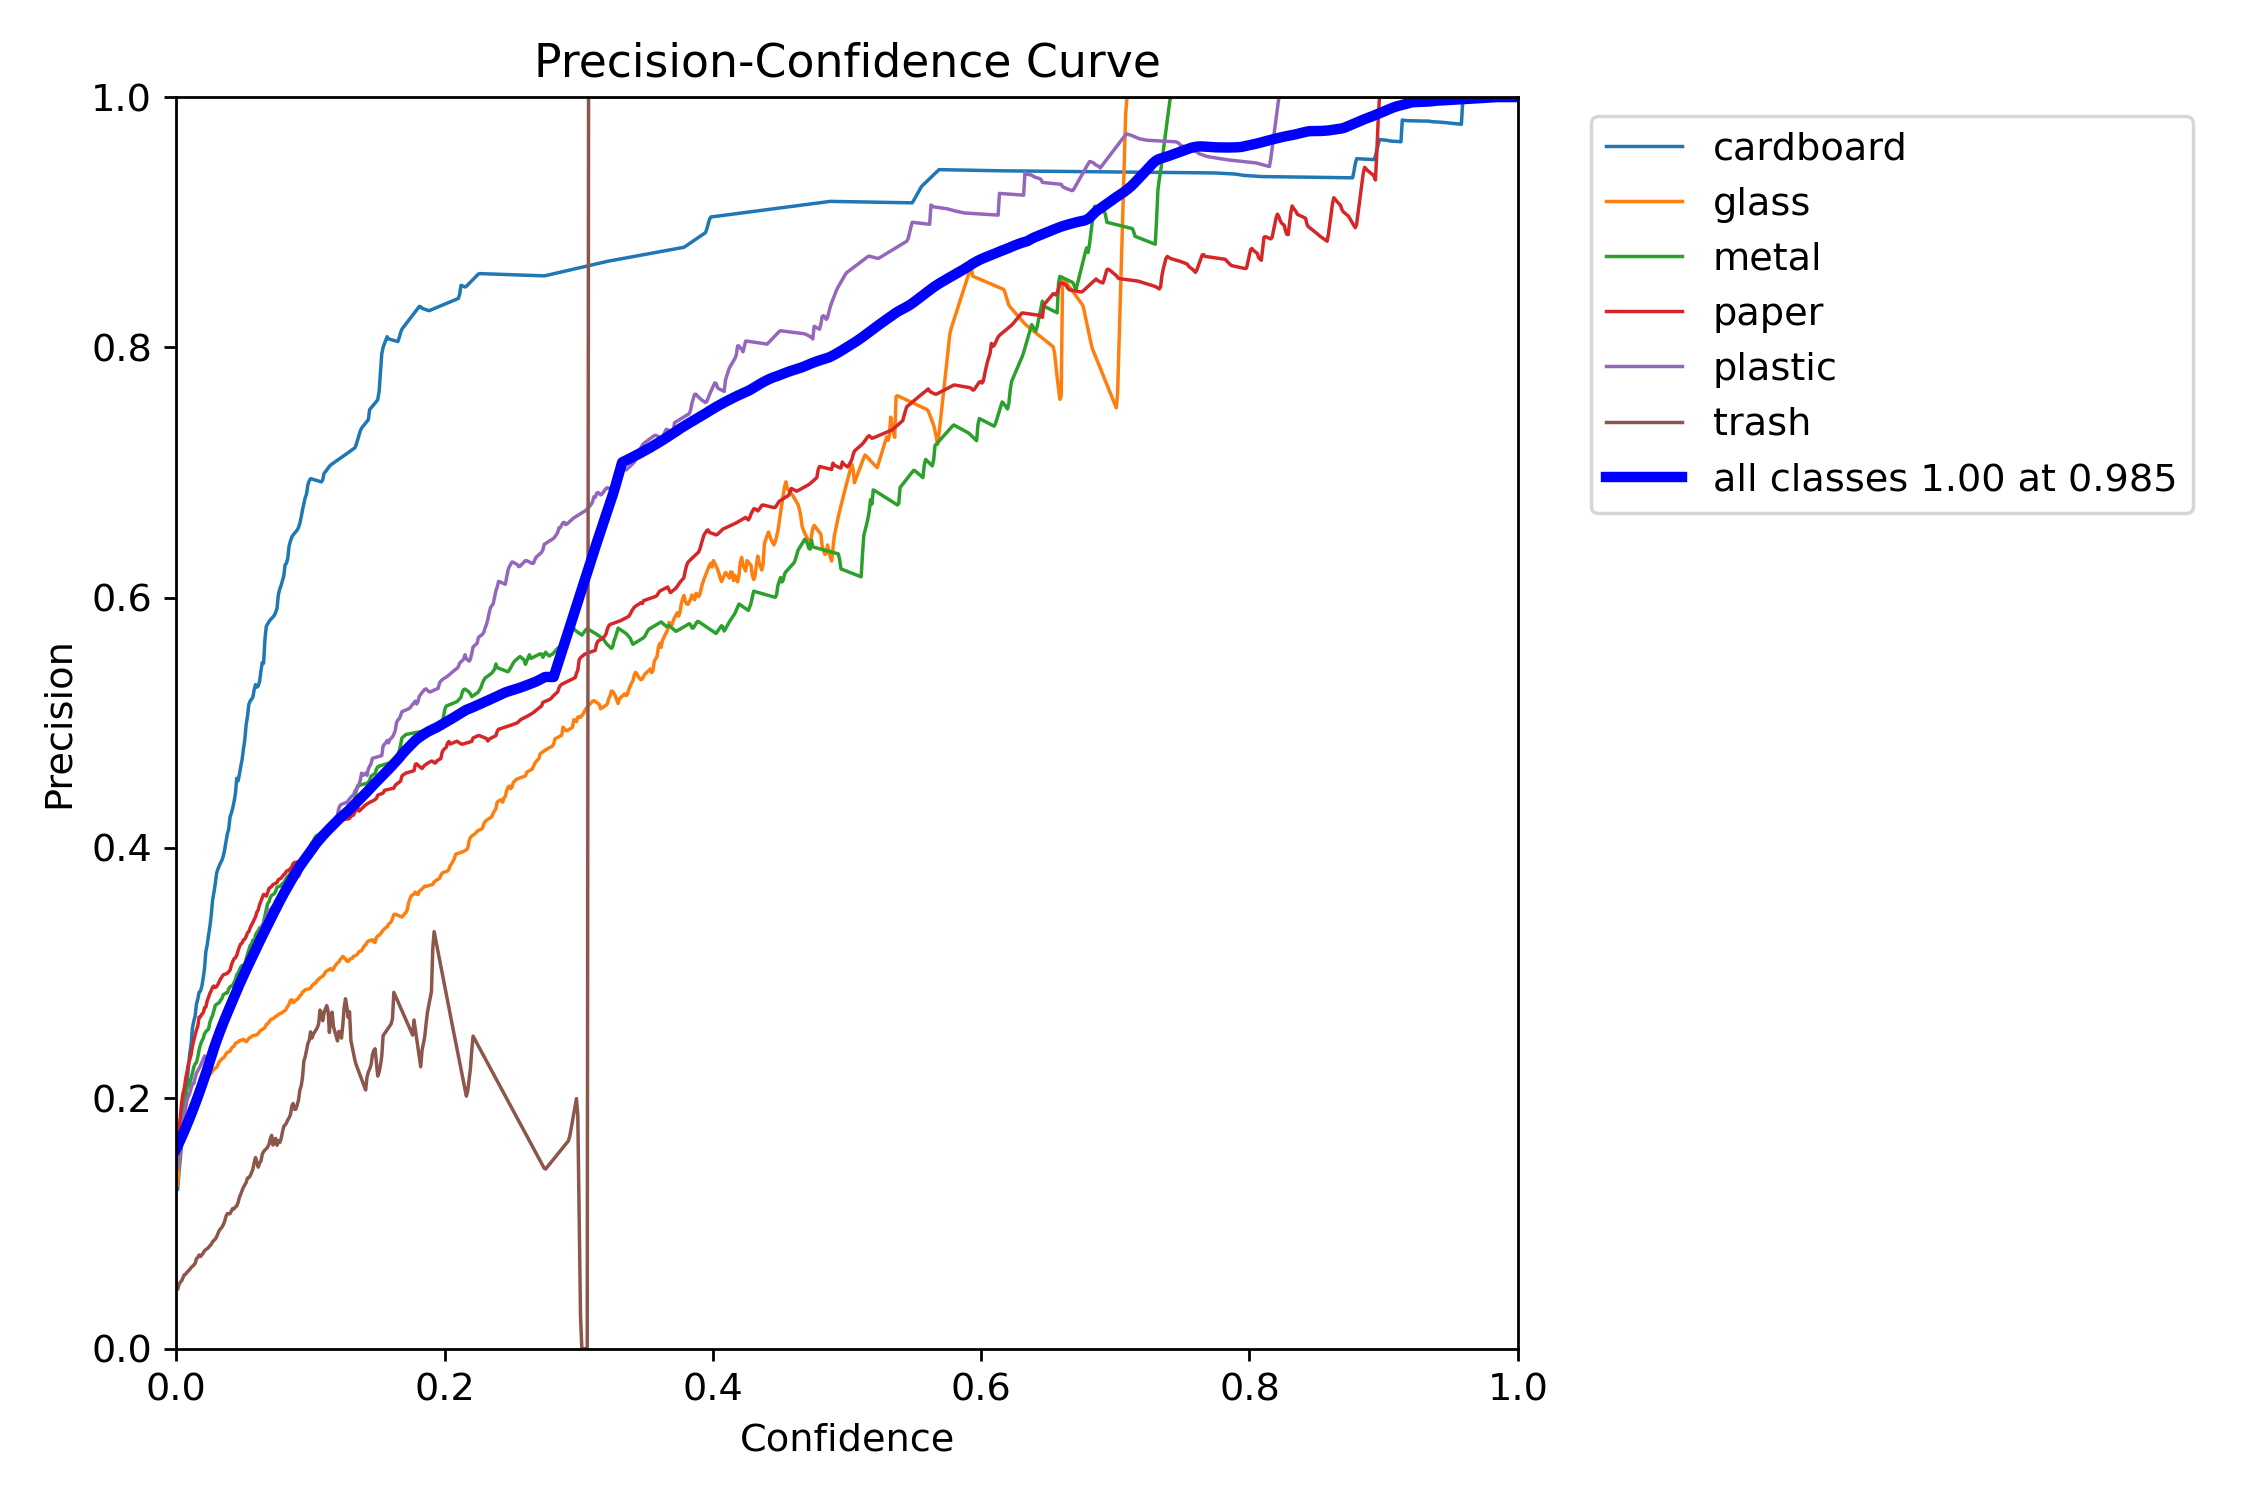 Precision-Confidence Curve
1.0
0.8
0.6
0.4
0.2
0.0
Precision
0.0 0.2 0.4 0.6 0.8 1.0
Confidence
cardboard
glass
metal
paper
plastic
trash
all classes 1.00 at 0.985